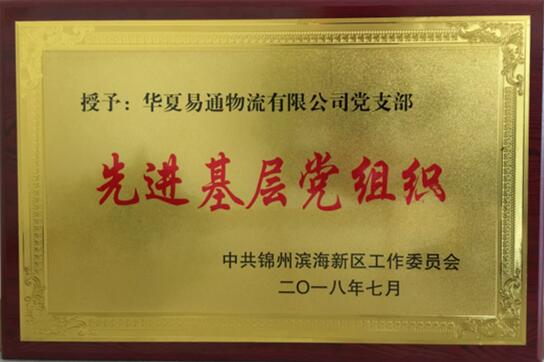 授予：华夏易通物流有限公司党支部
先进基层党组织
中共锦州滨海新区工作委员会
二〇一八年七月